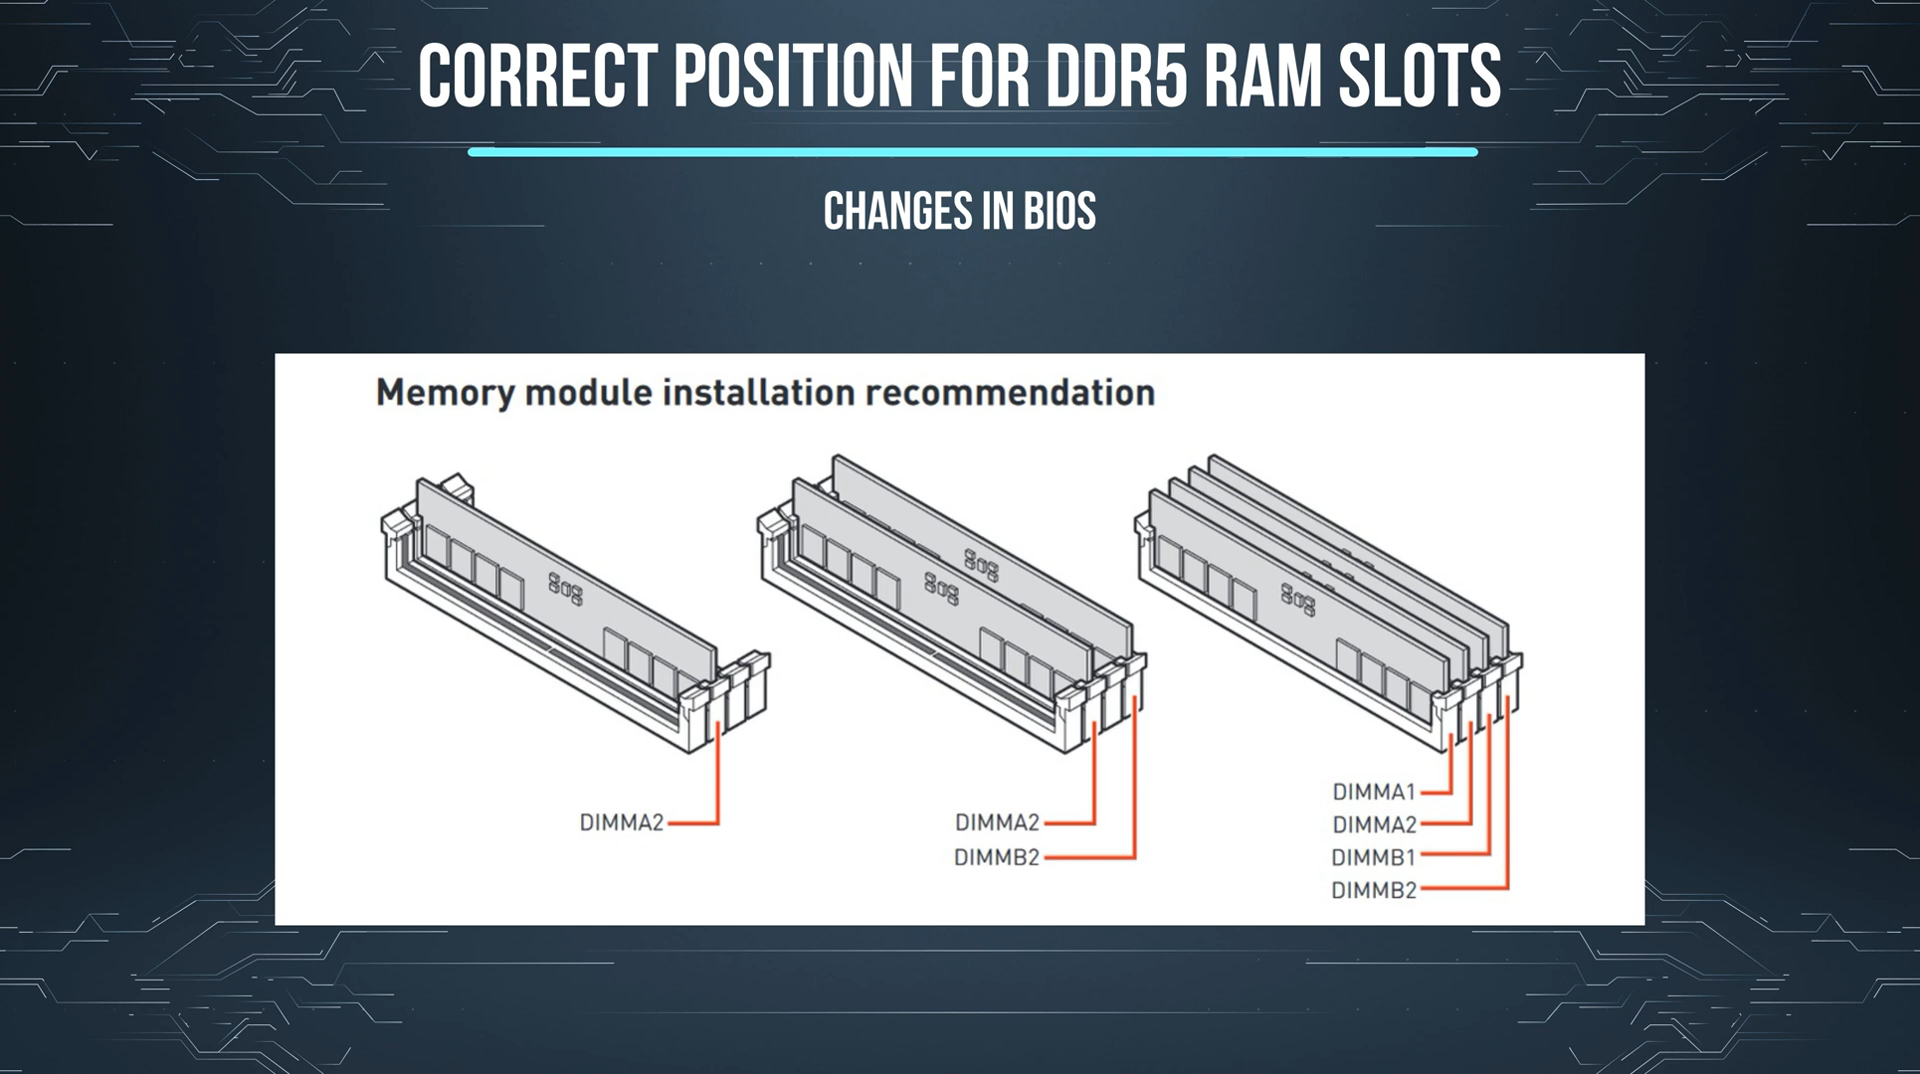 CORRECT POSITION FOR DDR5 RAM SLOTS
CHANGES IN BIOS
Memory module installation recommendation
DIMMA2
DIMMA2
DIMMB2
DIMMA1
DIMMA2
DIMMB1
DIMMB2